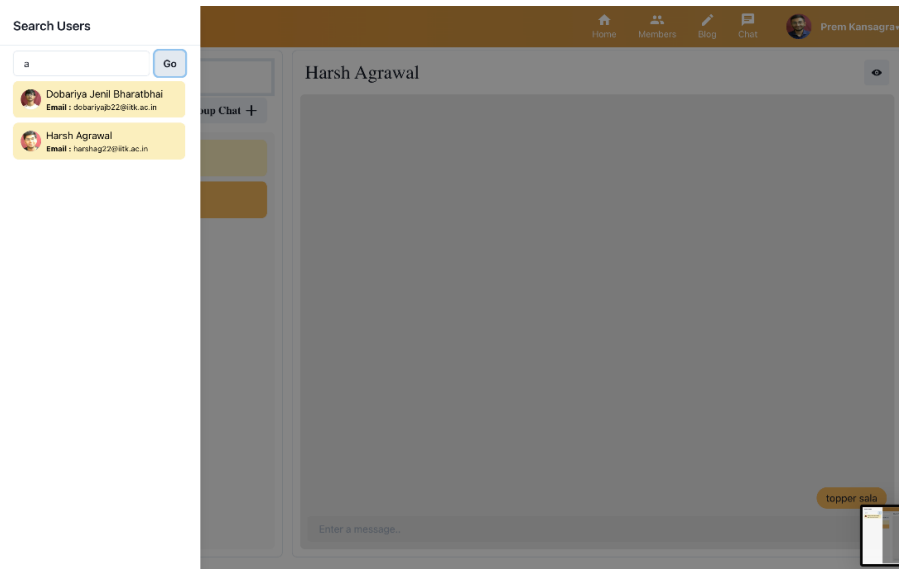 Search Users
a
Go
Dobariya Jenil Bharatbhai
Email : dobariyajb22@iitk.ac.in
Harsh Agrawal
Email : harshag22@iitk.ac.in
Home
Members
Blog
Chat
Prem Kansagra
Harsh Agrawal
Chat +
topper sala
Enter a message..